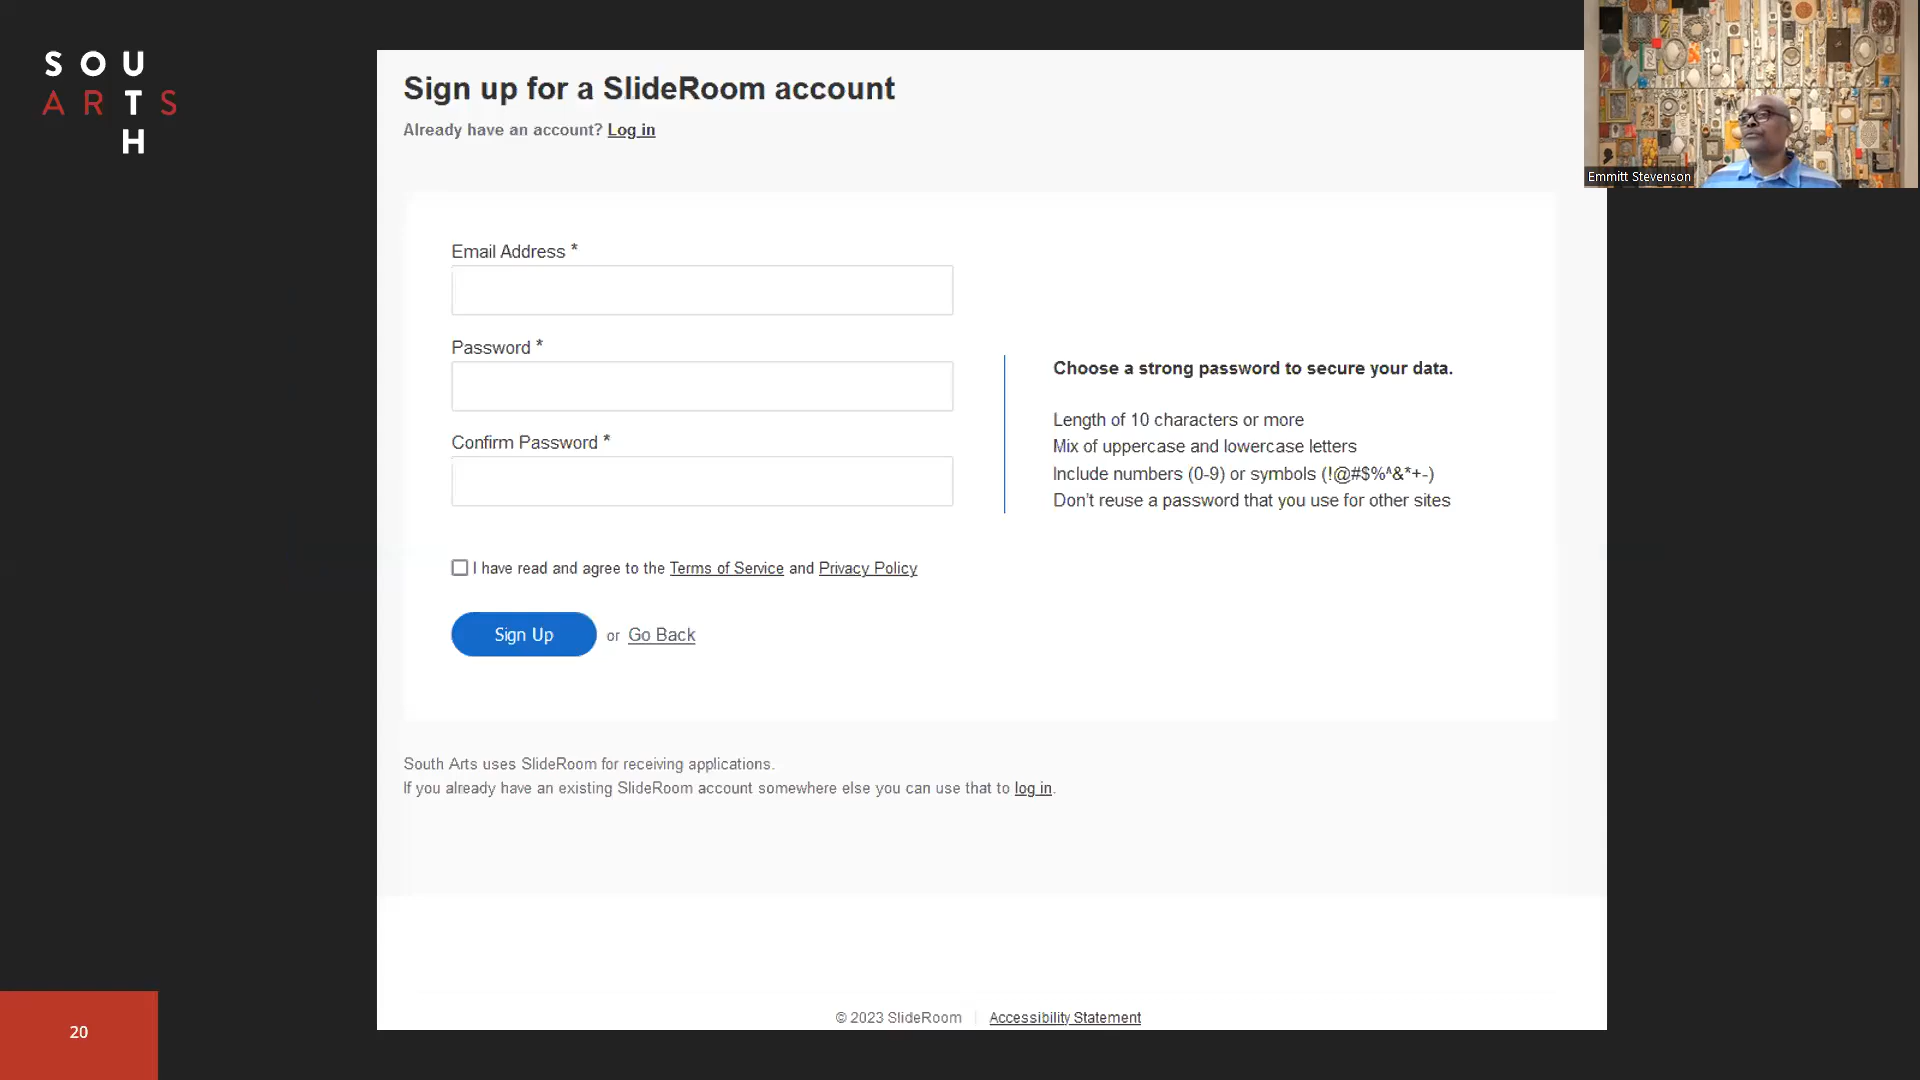 SOU
ARTS
H
Sign up for a SlideRoom account
Already have an account? Log in
Emmitt Stevenson
Email Address *
Password *
Confirm Password *
Choose a strong password to secure your data.
Length of 10 characters or more
Mix of uppercase and lowercase letters
Include numbers (0-9) or symbols (!@#$%^&*+-)
Don't reuse a password that you use for other sites
I have read and agree to the Terms of Service and Privacy Policy
Sign Up or Go Back
South Arts uses SlideRoom for receiving applications.
If you already have an existing SlideRoom account somewhere else you can use that to log in.
© 2023 SlideRoom | Accessibility Statement
20